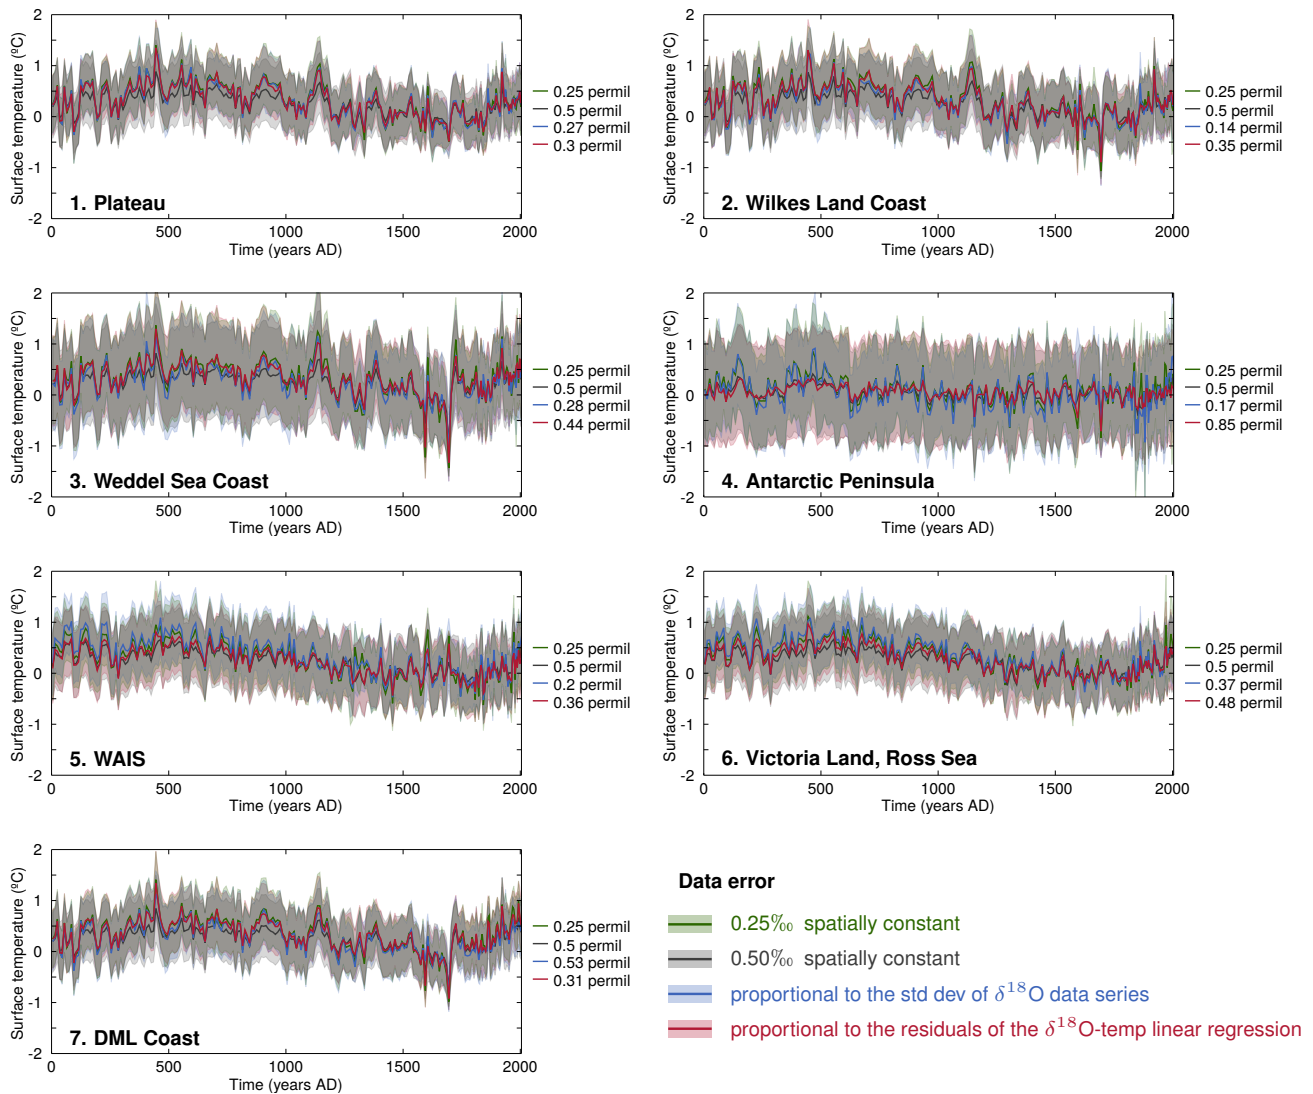 2
1
0
-1
-2
Surface temperature (ºC)
1. Plateau
0 500 1000 1500 2000
Time (years AD)
0.25 permil
0.5 permil
0.27 permil
0.3 permil
2
1
0
-1
-2
Surface temperature (ºC)
2. Wilkes Land Coast
0 500 1000 1500 2000
Time (years AD)
0.25 permil
0.5 permil
0.14 permil
0.35 permil
2
1
0
-1
-2
Surface temperature (ºC)
3. Weddel Sea Coast
0 500 1000 1500 2000
Time (years AD)
0.25 permil
0.5 permil
0.28 permil
0.44 permil
2
1
0
-1
-2
Surface temperature (ºC)
4. Antarctic Peninsula
0 500 1000 1500 2000
Time (years AD)
0.25 permil
0.5 permil
0.17 permil
0.85 permil
2
1
0
-1
-2
Surface temperature (ºC)
5. WAIS
0 500 1000 1500 2000
Time (years AD)
0.25 permil
0.5 permil
0.2 permil
0.36 permil
2
1
0
-1
-2
Surface temperature (ºC)
6. Victoria Land, Ross Sea
0 500 1000 1500 2000
Time (years AD)
0.25 permil
0.5 permil
0.37 permil
0.48 permil
2
1
0
-1
-2
Surface temperature (ºC)
7. DML Coast
0 500 1000 1500 2000
Time (years AD)
0.25 permil
0.5 permil
0.53 permil
0.31 permil
Data error
0.25‰ spatially constant
0.50‰ spatially constant
proportional to the std dev of δ¹⁸O data series
proportional to the residuals of the δ¹⁸O-temp linear regression